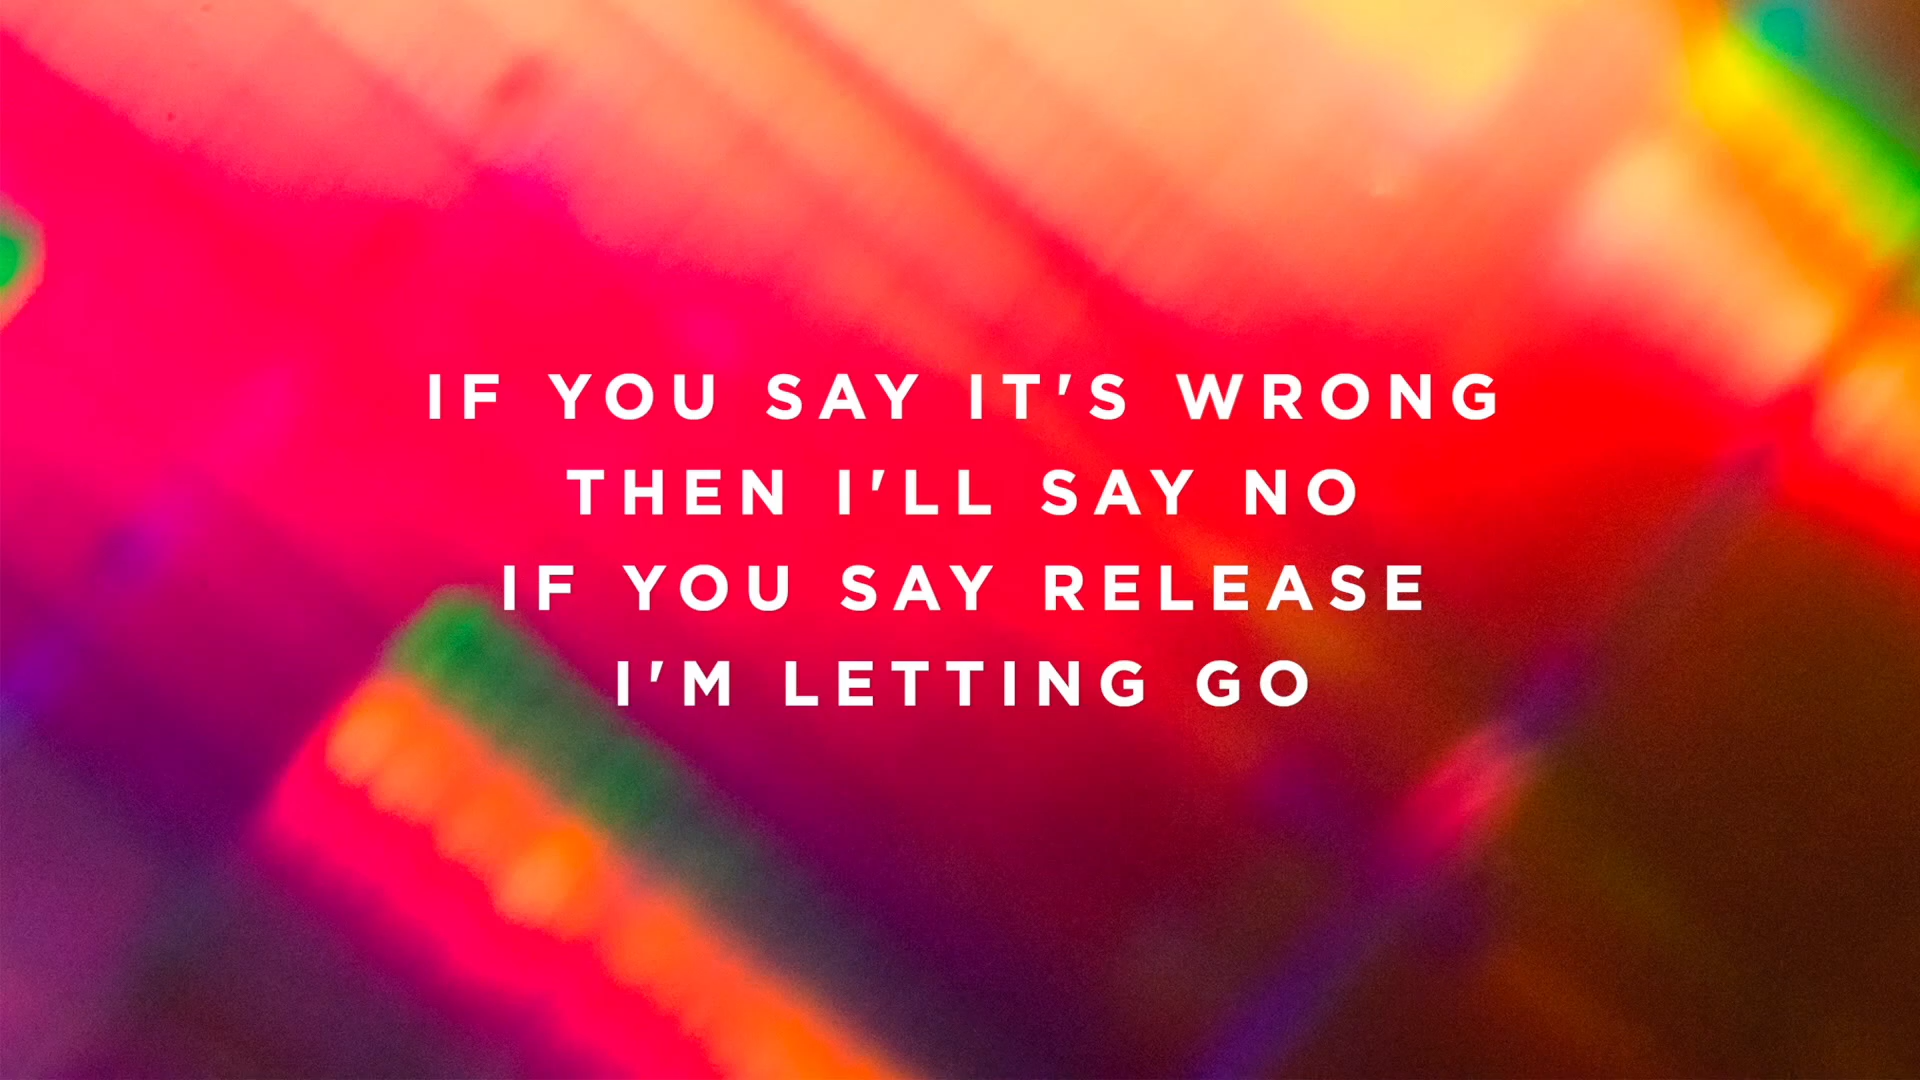 IF YOU SAY IT'S WRONG
THEN I'LL SAY NO
IF YOU SAY RELEASE
I'M LETTING GO